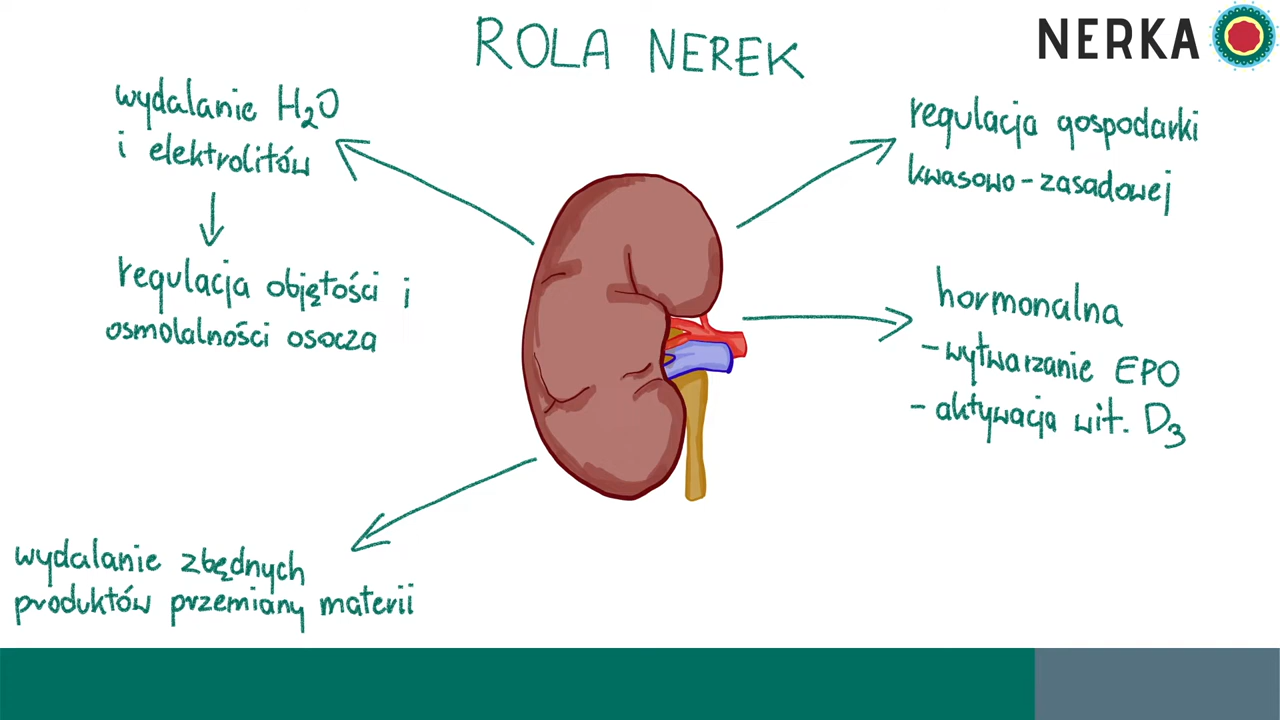 ROLA NEREK
NERKA
wydalanie H₂O
i elektrolitów
regulacja objętości i
osmolalności osocza
wydalanie zbędnych
produktów przemiany materii
regulacja gospodarki
kwasowo-zasadowej
hormonalna
-wytwarzanie EPO
-aktywacja wit. D₃